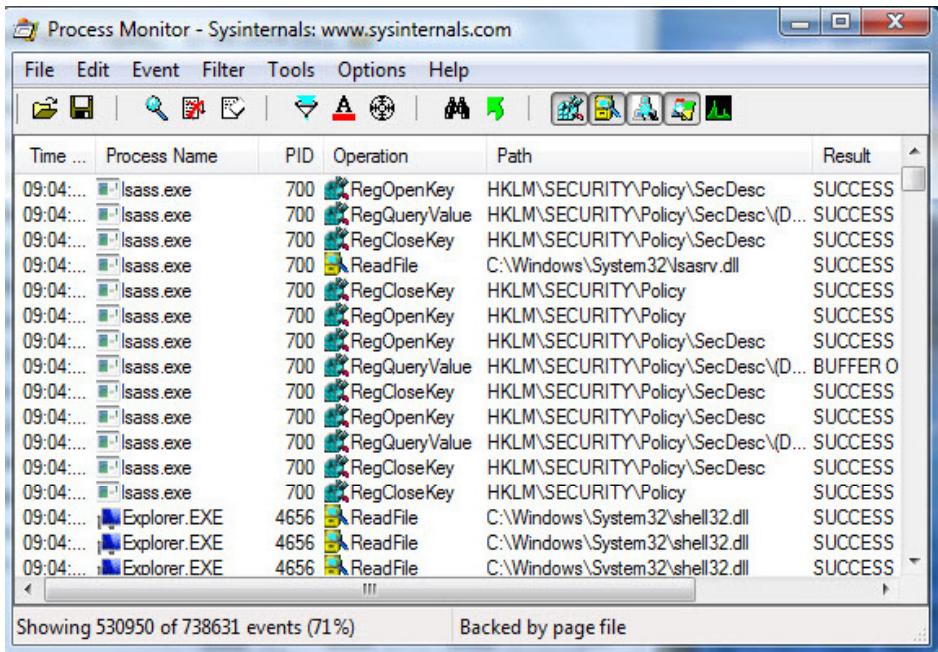 Process Monitor - Sysinternals: www.sysinternals.com
File Edit Event Filter Tools Options Help
Time ... Process Name PID Operation Path Result
09:04:... lsass.exe 700 RegOpenKey HKLM\SECURITY\Policy\SecDesc SUCCESS
09:04:... lsass.exe 700 RegQueryValue HKLM\SECURITY\Policy\SecDesc\(D... SUCCESS
09:04:... lsass.exe 700 RegCloseKey HKLM\SECURITY\Policy\SecDesc SUCCESS
09:04:... lsass.exe 700 ReadFile C:\Windows\System32\lsasrv.dll SUCCESS
09:04:... lsass.exe 700 RegCloseKey HKLM\SECURITY\Policy SUCCESS
09:04:... lsass.exe 700 RegOpenKey HKLM\SECURITY\Policy SUCCESS
09:04:... lsass.exe 700 RegOpenKey HKLM\SECURITY\Policy\SecDesc SUCCESS
09:04:... lsass.exe 700 RegQueryValue HKLM\SECURITY\Policy\SecDesc\(D... BUFFER O
09:04:... lsass.exe 700 RegCloseKey HKLM\SECURITY\Policy\SecDesc SUCCESS
09:04:... lsass.exe 700 RegOpenKey HKLM\SECURITY\Policy\SecDesc SUCCESS
09:04:... lsass.exe 700 RegQueryValue HKLM\SECURITY\Policy\SecDesc\(D... SUCCESS
09:04:... lsass.exe 700 RegCloseKey HKLM\SECURITY\Policy\SecDesc SUCCESS
09:04:... lsass.exe 700 RegCloseKey HKLM\SECURITY\Policy SUCCESS
09:04:... Explorer.EXE 4656 ReadFile C:\Windows\System32\shell32.dll SUCCESS
09:04:... Explorer.EXE 4656 ReadFile C:\Windows\System32\shell32.dll SUCCESS
09:04:... Explorer.EXE 4656 ReadFile C:\Windows\System32\shell32.dll SUCCESS
Showing 530950 of 738631 events (71%) Backed by page file